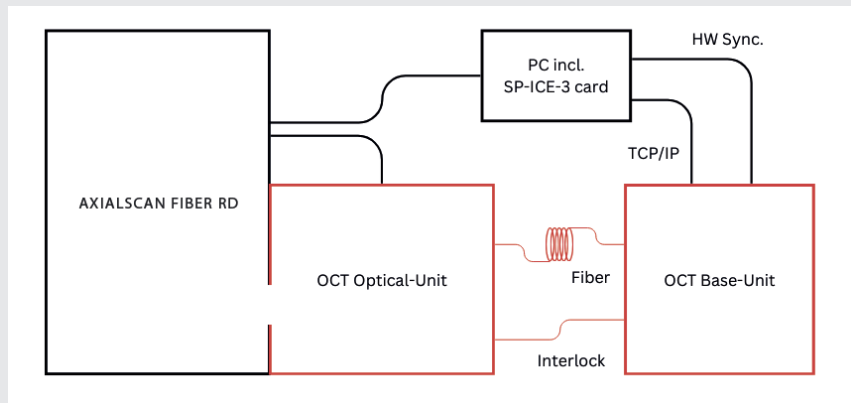 HW Sync.
PC incl.
SP-ICE-3 card
TCP/IP
AXIALSCAN FIBER RD
OCT Optical-Unit
Fiber
OCT Base-Unit
Interlock